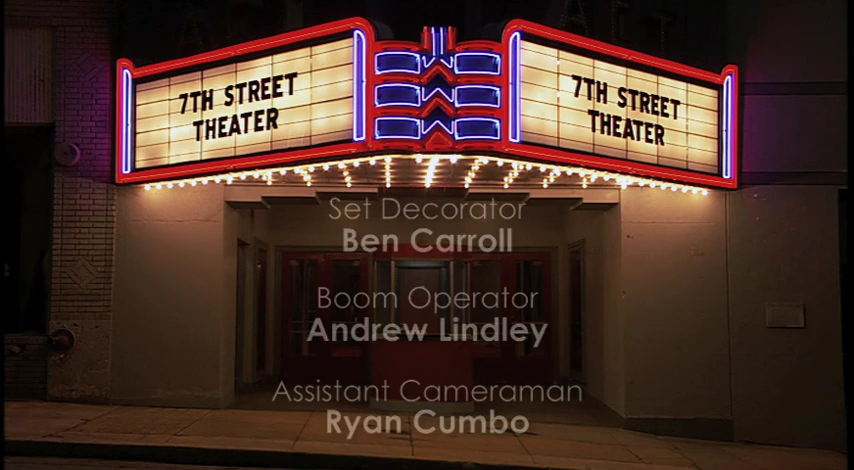 7TH STREET
THEATER
7TH STREET
THEATER
Set Decorator
Ben Carroll
Boom Operator
Andrew Lindley
Assistant Cameraman
Ryan Cumbo